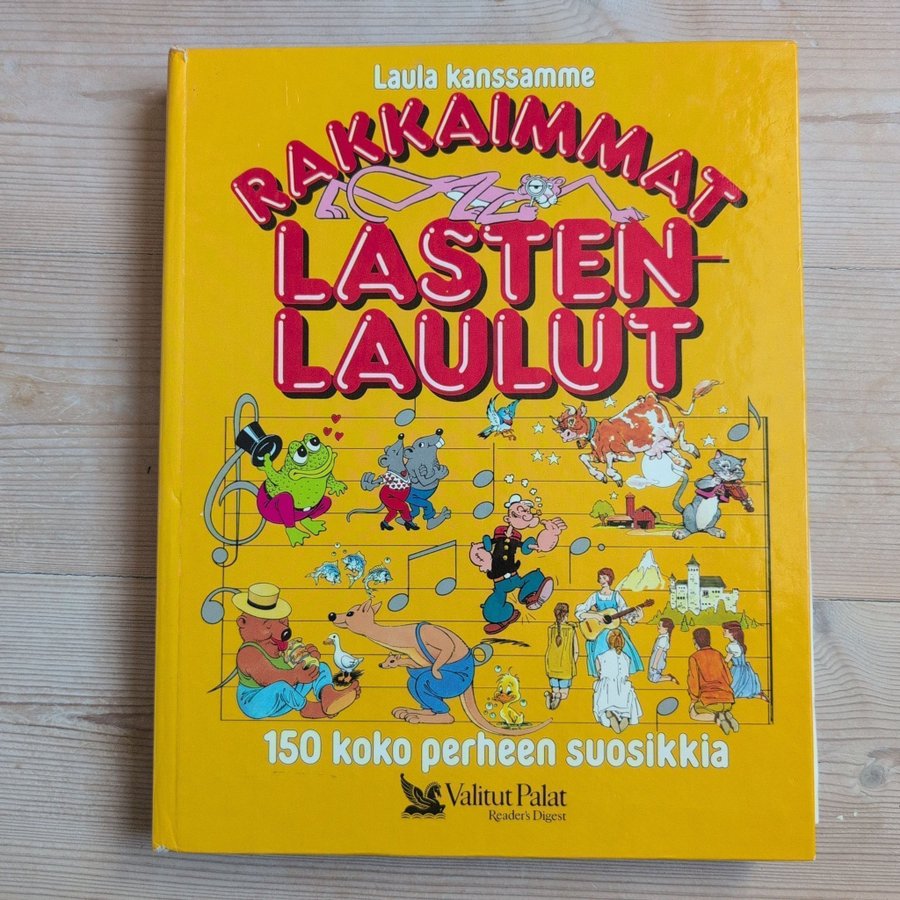 Laula kanssamme
RAKKAIMMAT
LASTEN-
LAULUT
150 koko perheen suosikkia
Valitut Palat
Reader's Digest